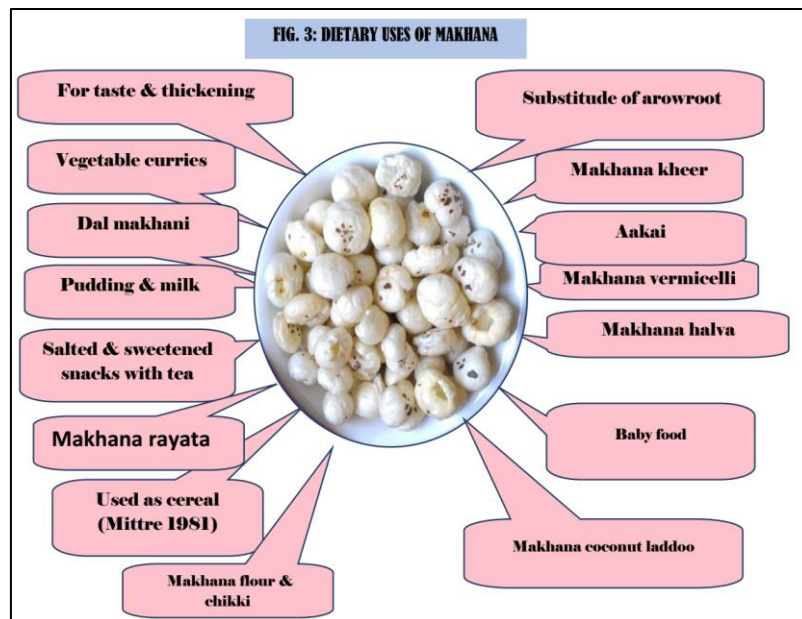 FIG. 3: DIETARY USES OF MAKHANA
For taste & thickening
Vegetable curries
Dal makhani
Pudding & milk
Salted & sweetened
snacks with tea
Makhana rayata
Used as cereal
(Mittre 1981)
Makhana flour &
chikki
Substitude of arowroot
Makhana kheer
Aakai
Makhana vermicelli
Makhana halva
Baby food
Makhana coconut laddoo